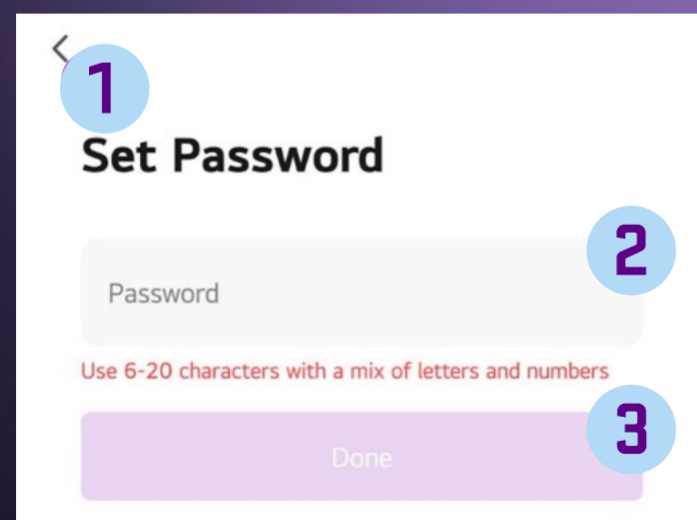 1
Set Password
2
Password
Use 6-20 characters with a mix of letters and numbers
3
Done